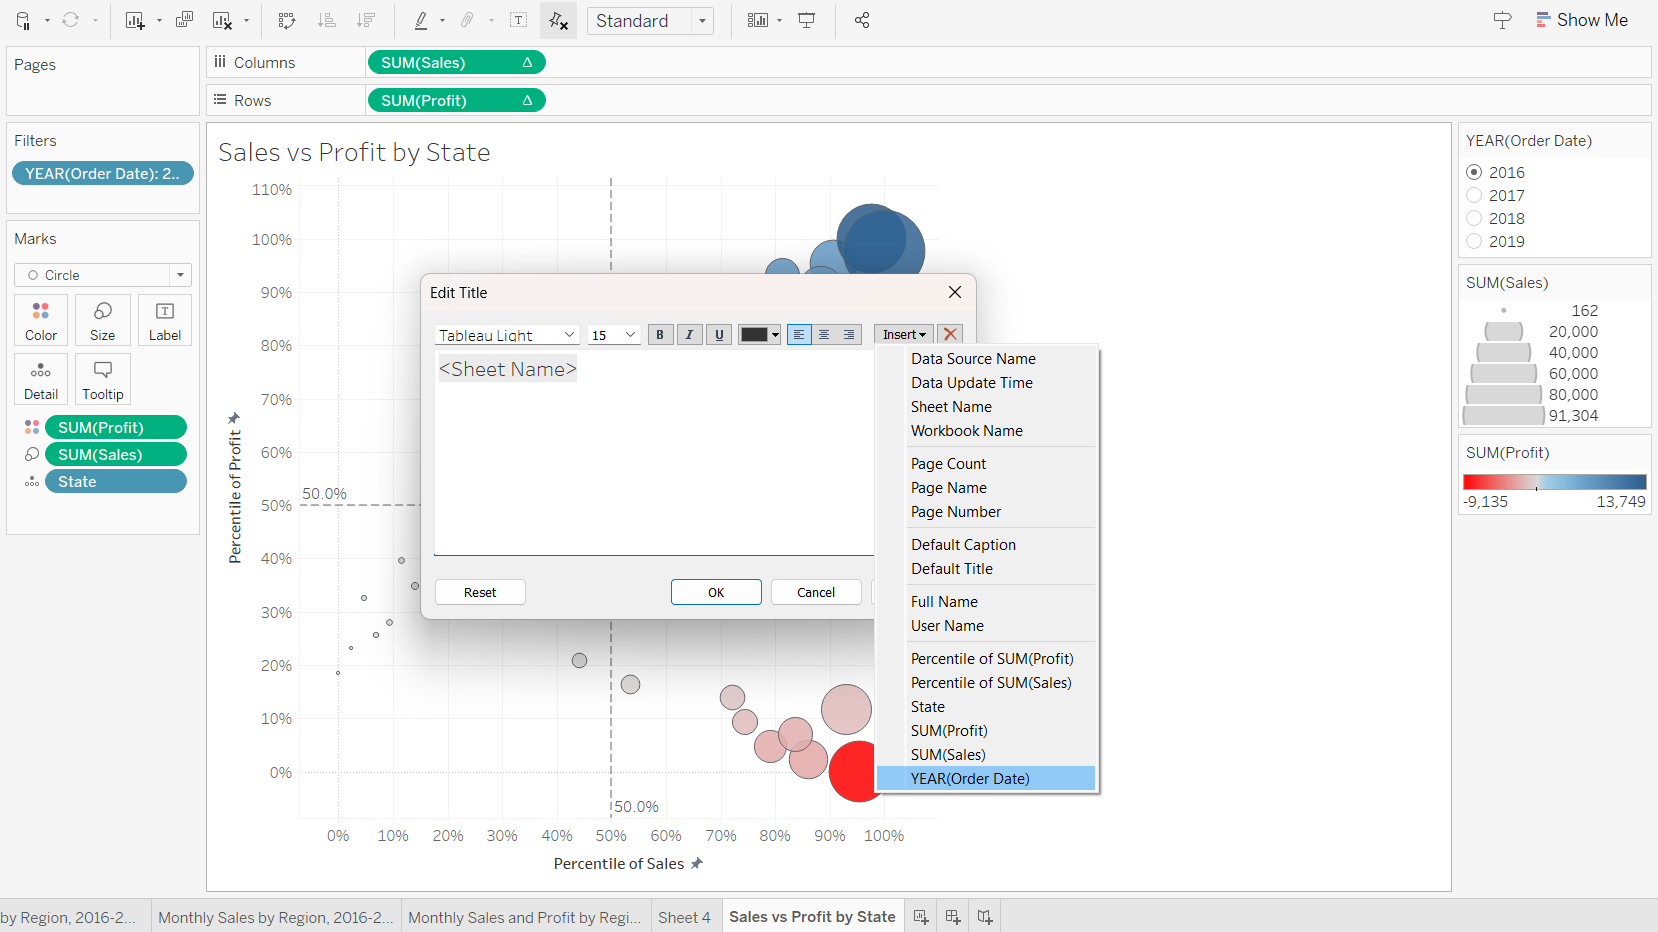 Standard
Show Me
Pages
Columns
SUM(Sales) Δ
Rows
SUM(Profit) Δ
Filters
YEAR(Order Date): 2..
Marks
Circle
Color
Size
Label
Detail
Tooltip
SUM(Profit)
SUM(Sales)
State
Sales vs Profit by State
110%
100%
90%
80%
70%
60%
50%
40%
30%
20%
10%
0%
Percentile of Profit
50.0%
50.0%
0%
10%
20%
30%
40%
50%
60%
70%
80%
90%
100%
Percentile of Sales
Edit Title
Tableau Light
15
B
I
U
Insert
<Sheet Name>
Reset
OK
Cancel
Data Source Name
Data Update Time
Sheet Name
Workbook Name
Page Count
Page Name
Page Number
Default Caption
Default Title
Full Name
User Name
Percentile of SUM(Profit)
Percentile of SUM(Sales)
State
SUM(Profit)
SUM(Sales)
YEAR(Order Date)
YEAR(Order Date)
2016
2017
2018
2019
SUM(Sales)
162
20,000
40,000
60,000
80,000
91,304
SUM(Profit)
-9,135
13,749
by Region, 2016-2...
Monthly Sales by Region, 2016-2...
Monthly Sales and Profit by Regi...
Sheet 4
Sales vs Profit by State